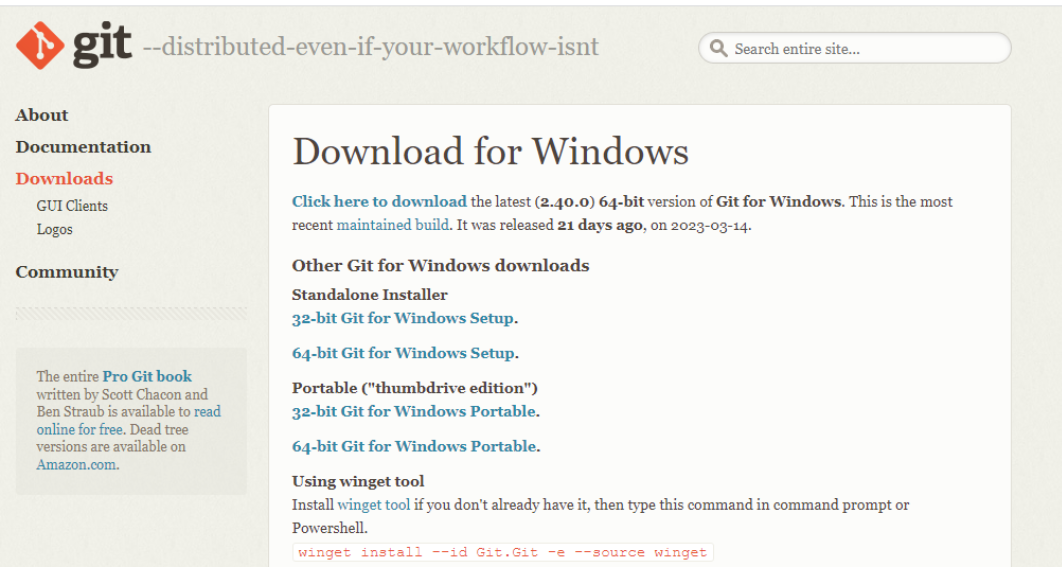 git --distributed-even-if-your-workflow-isnt
Search entire site...
About
Documentation
Downloads
GUI Clients
Logos
Community
The entire Pro Git book
written by Scott Chacon and
Ben Straub is available to read
online for free. Dead tree
versions are available on
Amazon.com.
Download for Windows
Click here to download the latest (2.40.0) 64-bit version of Git for Windows. This is the most
recent maintained build. It was released 21 days ago, on 2023-03-14.
Other Git for Windows downloads
Standalone Installer
32-bit Git for Windows Setup.
64-bit Git for Windows Setup.
Portable ("thumbdrive edition")
32-bit Git for Windows Portable.
64-bit Git for Windows Portable.
Using winget tool
Install winget tool if you don't already have it, then type this command in command prompt or
Powershell.
winget install --id Git.Git -e --source winget